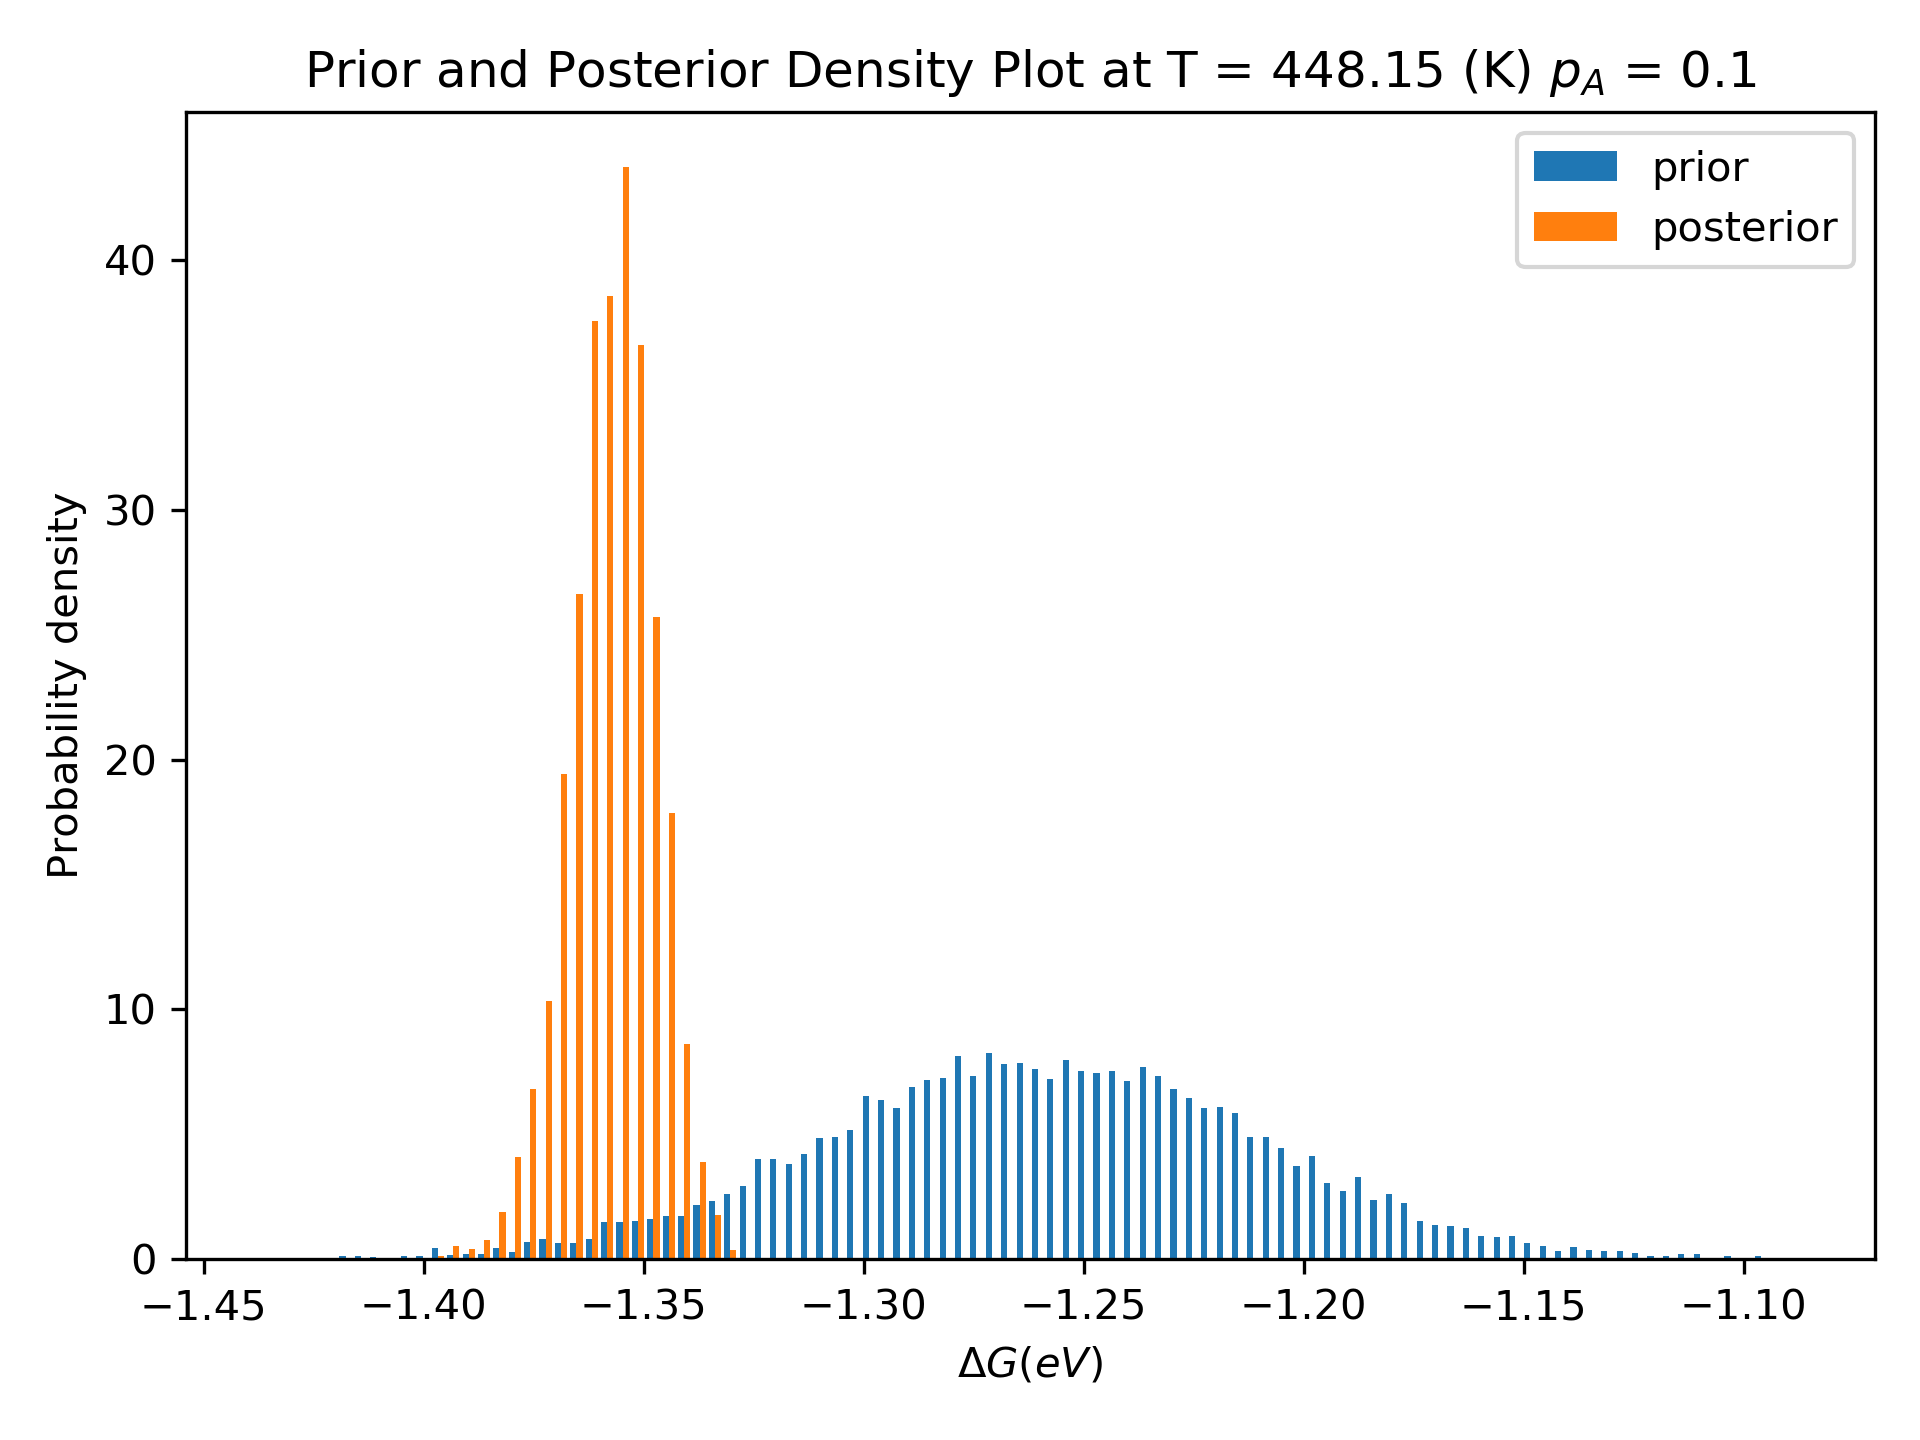 Prior and Posterior Density Plot at T = 448.15 (K) p_A = 0.1
prior
posterior
Probability density
40
30
20
10
0
−1.45 −1.40 −1.35 −1.30 −1.25 −1.20 −1.15 −1.10
ΔG(eV)